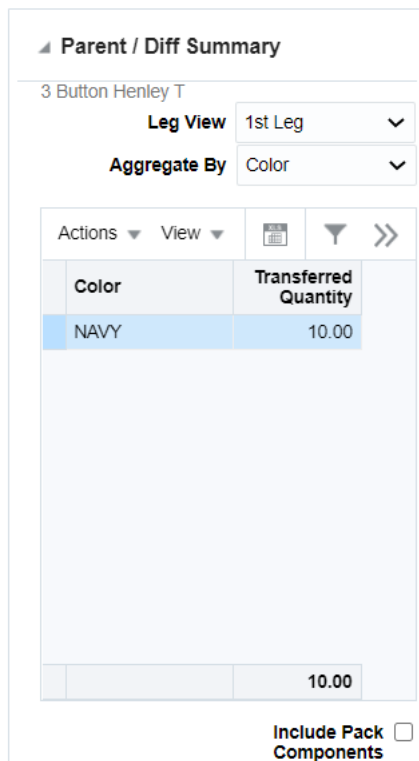 Parent / Diff Summary
3 Button Henley T
Leg View 1st Leg
Aggregate By Color
Actions View XLS
Color Transferred Quantity
NAVY 10.00
10.00
Include Pack Components